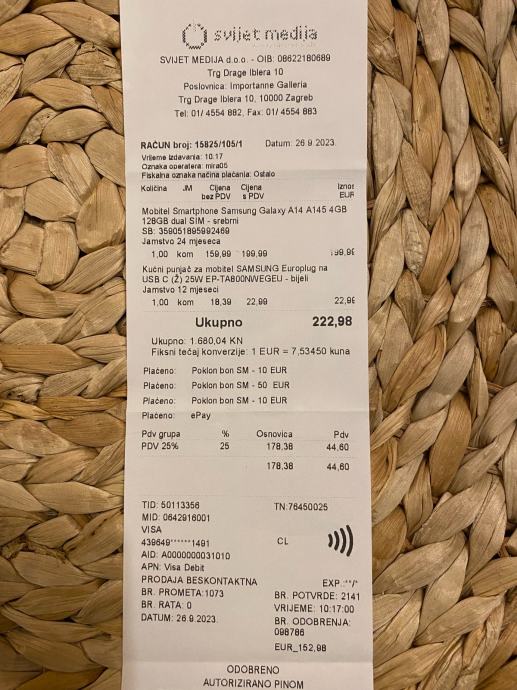 svijet medija
SVIJET MEDIJA d.o.o. - OIB: 08622180689
Trg Drage Iblera 10
Poslovnica: Importanne Galleria
Trg Drage Iblera 10, 10000 Zagreb
Tel: 01/ 4554 882, Fax: 01/ 4554 883
RAČUN broj: 15825/105/1 Datum: 26.9.2023.
Vrijeme izdavanja: 10:17
Oznaka operatera: mira05
Fiskalna oznaka načina plaćanja: Ostalo
Količina JM Cijena Cijena Iznos
bez PDV s PDV EUR
Mobitel Smartphone Samsung Galaxy A14 A145 4GB
128GB dual SIM - srebrni
SB: 359051895992469
Jamstvo 24 mjeseca
1,00 kom 159,99 199,99 199,99
Kućni punjač za mobitel SAMSUNG Europlug na
USB C (Ž) 25W EP-TA800NWEGEU - bijeli
Jamstvo 12 mjeseci
1,00 kom 18,39 22,99 22,99
Ukupno 222,98
Ukupno: 1.680,04 KN
Fiksni tečaj konverzije: 1 EUR = 7,53450 kuna
Plaćeno: Poklon bon SM - 10 EUR
Plaćeno: Poklon bon SM - 50 EUR
Plaćeno: Poklon bon SM - 10 EUR
Plaćeno: ePay
Pdv grupa % Osnovica Pdv
PDV 25% 25 178,38 44,60
178,38 44,60
TID: 50113356 TN:76450025
MID: 0642916001
VISA
439649******1491 CL
AID: A0000000031010
APN: Visa Debit
PRODAJA BESKONTAKTNA EXP.:**/*
BR. PROMETA:1073 BR. POTVRDE: 2141
BR. RATA: 0 VRIJEME: 10:17:00
DATUM: 26.9.2023. BR. ODOBRENJA:
098786
EUR_152,98
ODOBRENO
AUTORIZIRANO PINOM